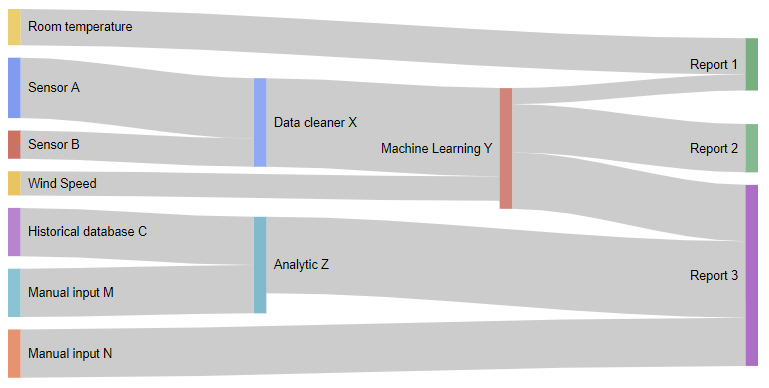 Room temperature
Sensor A
Sensor B
Wind Speed
Historical database C
Manual input M
Manual input N
Data cleaner X
Analytic Z
Machine Learning Y
Report 1
Report 2
Report 3